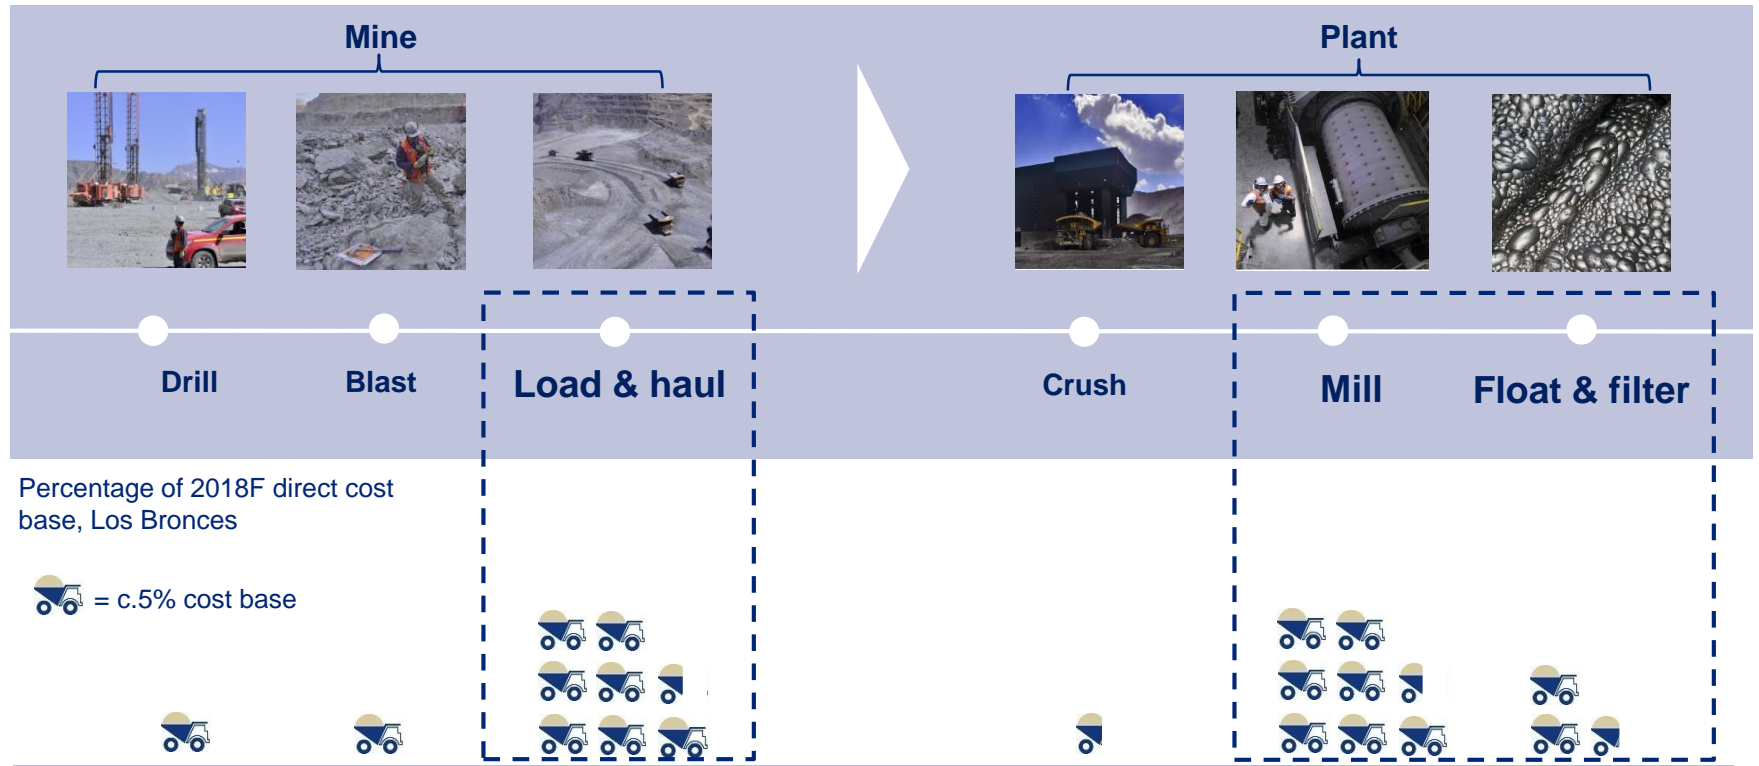 Mine
Plant
Drill
Blast
Load & haul
Crush
Mill
Float & filter
Percentage of 2018F direct cost
base, Los Bronces
= c.5% cost base